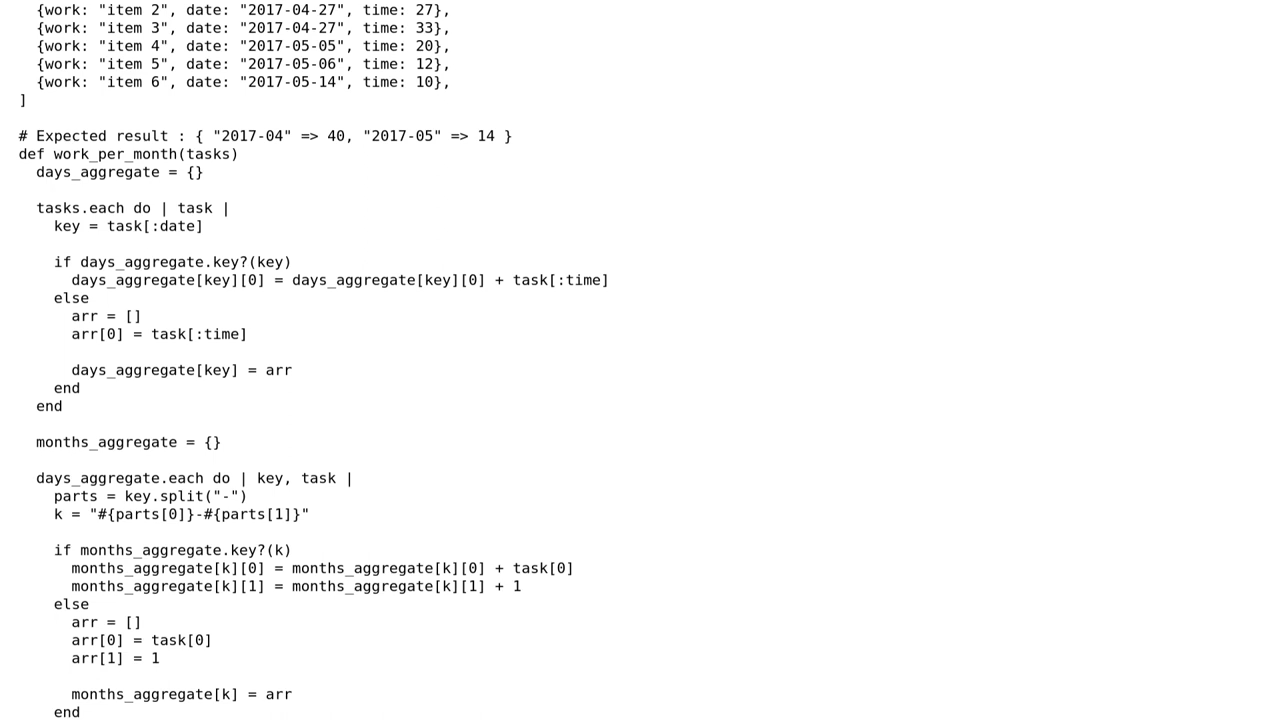 {work: "item 2", date: "2017-04-27", time: 27},
  {work: "item 3", date: "2017-04-27", time: 33},
  {work: "item 4", date: "2017-05-05", time: 20},
  {work: "item 5", date: "2017-05-06", time: 12},
  {work: "item 6", date: "2017-05-14", time: 10},
]

# Expected result : { "2017-04" => 40, "2017-05" => 14 }
def work_per_month(tasks)
  days_aggregate = {}

  tasks.each do | task |
    key = task[:date]

    if days_aggregate.key?(key)
      days_aggregate[key][0] = days_aggregate[key][0] + task[:time]
    else
      arr = []
      arr[0] = task[:time]

      days_aggregate[key] = arr
    end
  end

  months_aggregate = {}

  days_aggregate.each do | key, task |
    parts = key.split("-")
    k = "#{parts[0]}-#{parts[1]}"

    if months_aggregate.key?(k)
      months_aggregate[k][0] = months_aggregate[k][0] + task[0]
      months_aggregate[k][1] = months_aggregate[k][1] + 1
    else
      arr = []
      arr[0] = task[0]
      arr[1] = 1

      months_aggregate[k] = arr
    end